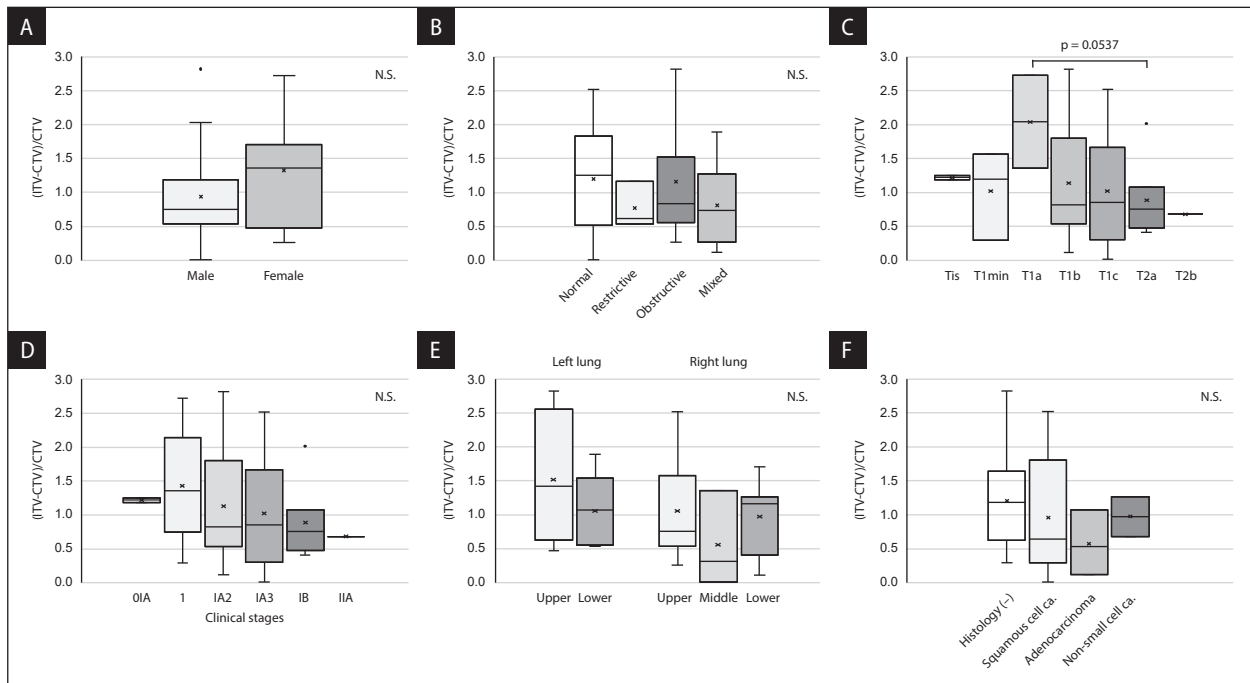 A
B
C
(ITV-CTV)/CTV
3.0
2.5
2.0
1.5
1.0
0.5
0.0
N.S.
Male Female
(ITV-CTV)/CTV
3.0
2.5
2.0
1.5
1.0
0.5
0.0
N.S.
Normal
Restrictive
Obstructive
Mixed
(ITV-CTV)/CTV
p = 0.0537
3.0
2.5
2.0
1.5
1.0
0.5
0.0
Tis T1min T1a T1b T1c T2a T2b
D
E
F
(ITV-CTV)/CTV
3.0
2.5
2.0
1.5
1.0
0.5
0.0
N.S.
0IA 1 IA2 IA3 IB IIA
Clinical stages
(ITV-CTV)/CTV
Left lung Right lung
3.0
2.5
2.0
1.5
1.0
0.5
0.0
N.S.
Upper Lower Upper Middle Lower
(ITV-CTV)/CTV
3.0
2.5
2.0
1.5
1.0
0.5
0.0
N.S.
Histology (–)
Squamous cell ca.
Adenocarcinoma
Non-small cell ca.